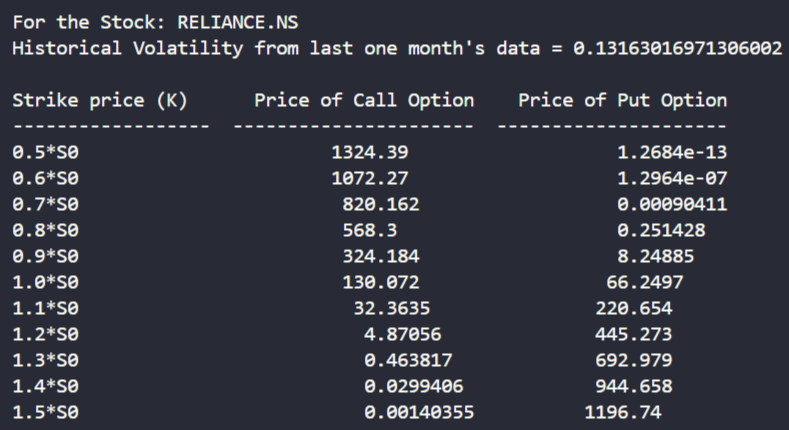 For the Stock: RELIANCE.NS
Historical Volatility from last one month's data = 0.13163016971306002
Strike price (K) Price of Call Option Price of Put Option
------------------ ---------------------- ---------------------
0.5*S0 1324.39 1.2684e-13
0.6*S0 1072.27 1.2964e-07
0.7*S0 820.162 0.00090411
0.8*S0 568.3 0.251428
0.9*S0 324.184 8.24885
1.0*S0 130.072 66.2497
1.1*S0 32.3635 220.654
1.2*S0 4.87056 445.273
1.3*S0 0.463817 692.979
1.4*S0 0.0299406 944.658
1.5*S0 0.00140355 1196.74